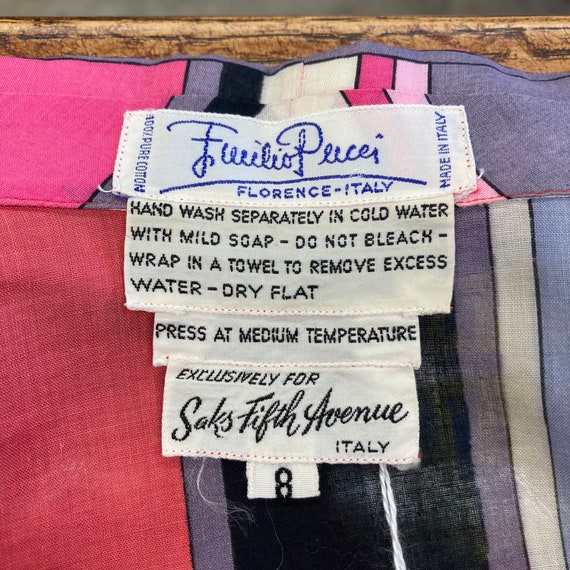 100% PURE COTTON
Emilio Pucci
MADE IN ITALY
FLORENCE-ITALY
HAND WASH SEPARATELY IN COLD WATER
WITH MILD SOAP - DO NOT BLEACH -
WRAP IN A TOWEL TO REMOVE EXCESS
WATER - DRY FLAT
PRESS AT MEDIUM TEMPERATURE
EXCLUSIVELY FOR
Saks Fifth Avenue
ITALY
8